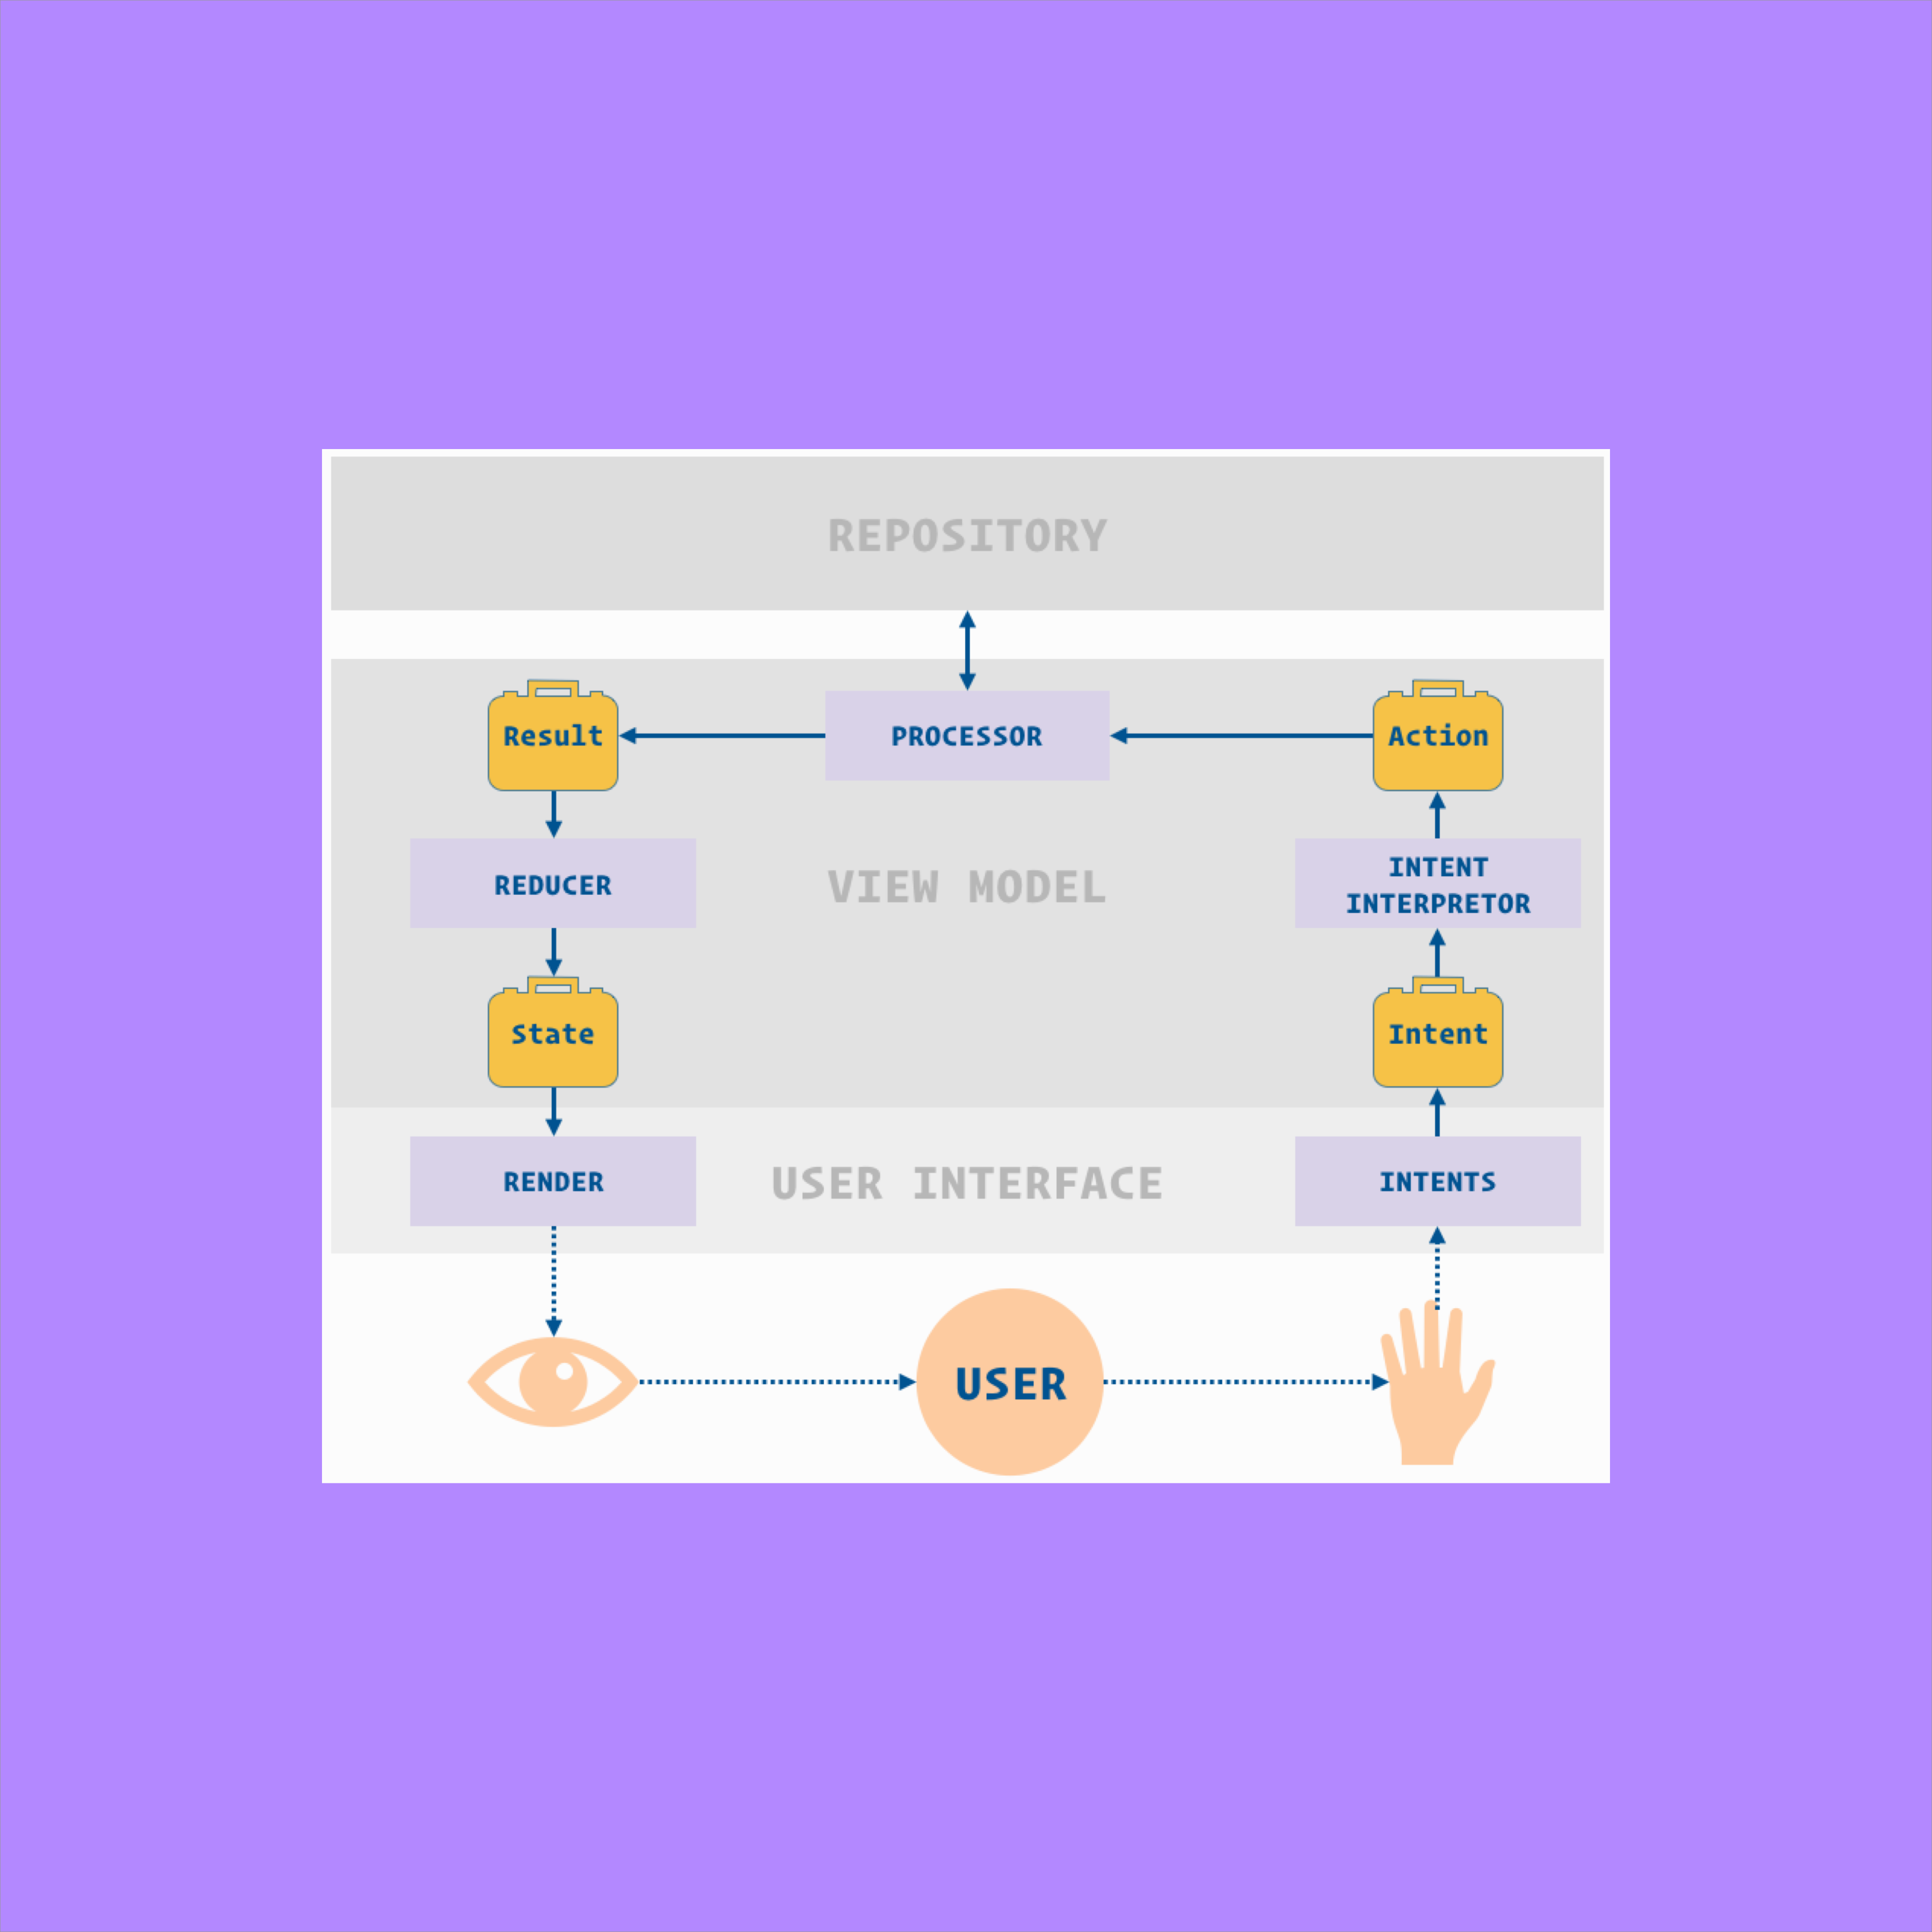 REPOSITORY
Result
PROCESSOR
Action
REDUCER
VIEW MODEL
INTENT
INTERPRETOR
State
Intent
RENDER
USER INTERFACE
INTENTS
USER